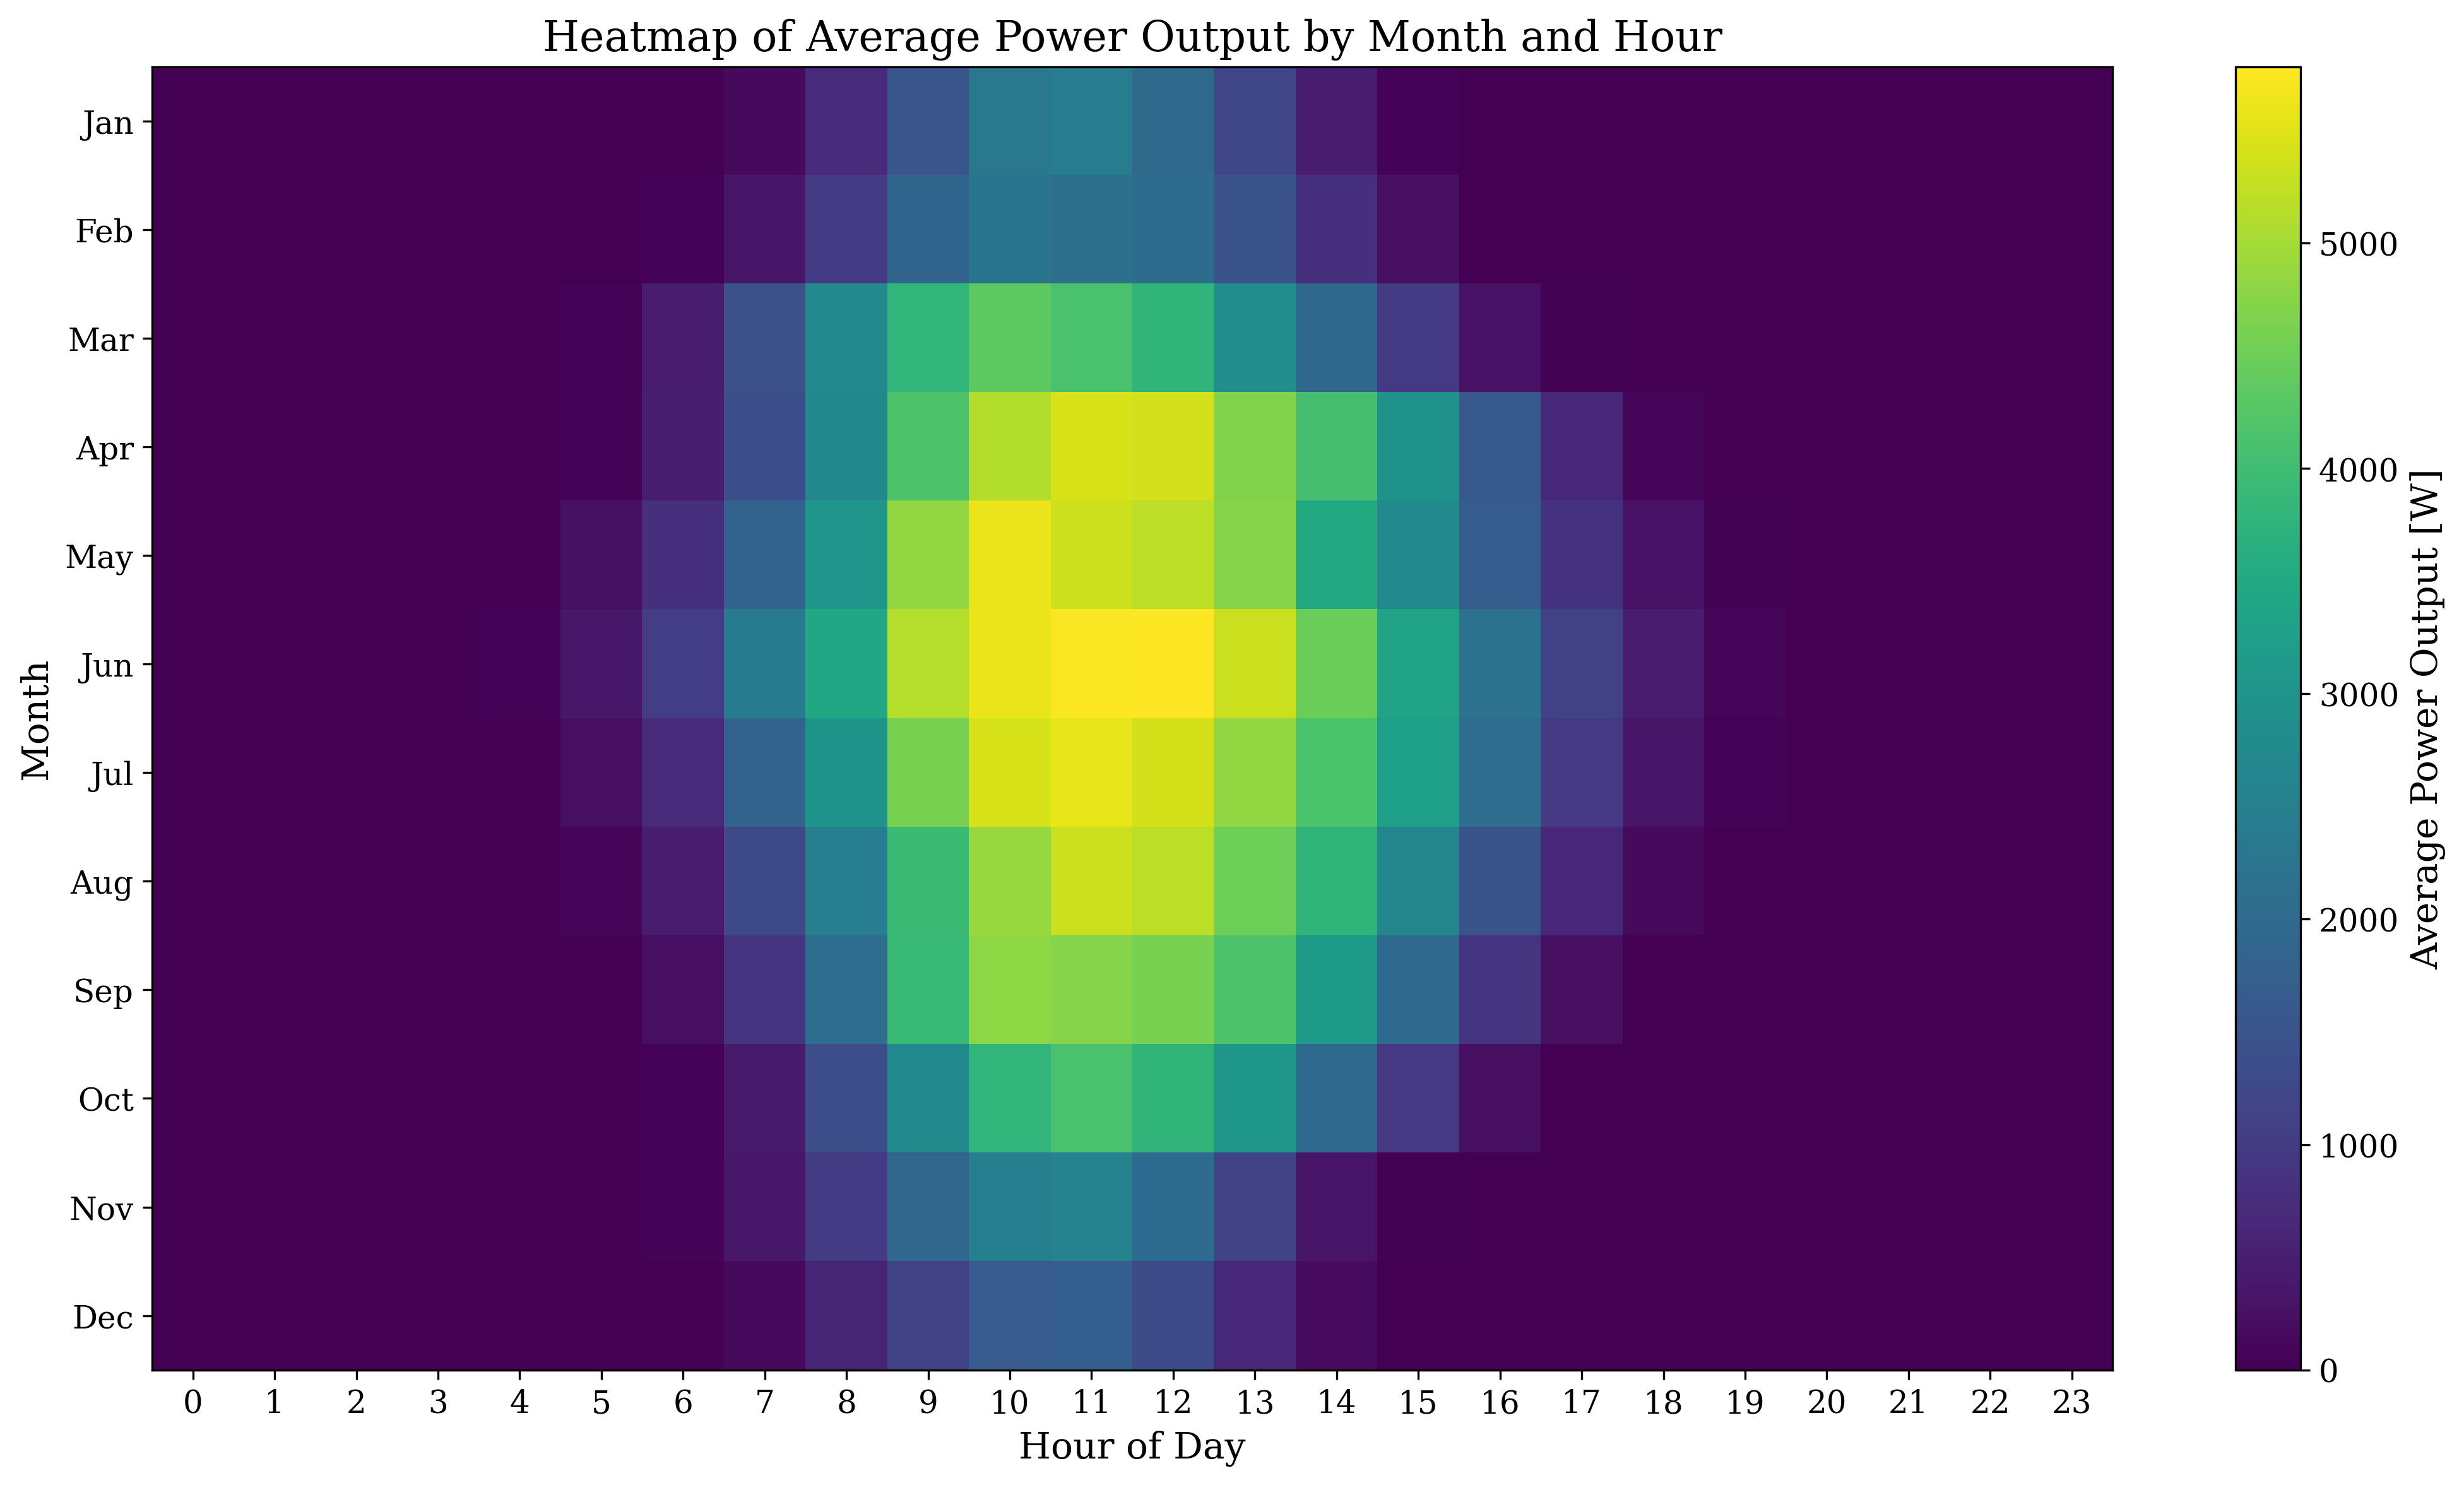 Heatmap of Average Power Output by Month and Hour
Month
Jan
Feb
Mar
Apr
May
Jun
Jul
Aug
Sep
Oct
Nov
Dec
0 1 2 3 4 5 6 7 8 9 10 11 12 13 14 15 16 17 18 19 20 21 22 23
Hour of Day
5000
4000
3000
2000
1000
0
Average Power Output [W]